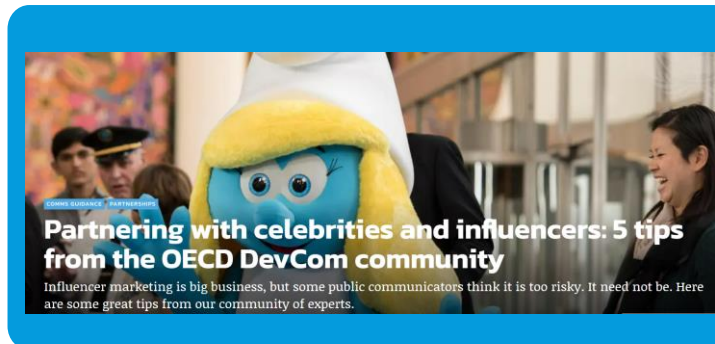 COMMS GUIDANCE PARTNERSHIPS
Partnering with celebrities and influencers: 5 tips
from the OECD DevCom community
Influencer marketing is big business, but some public communicators think it is too risky. It need not be. Here
are some great tips from our community of experts.